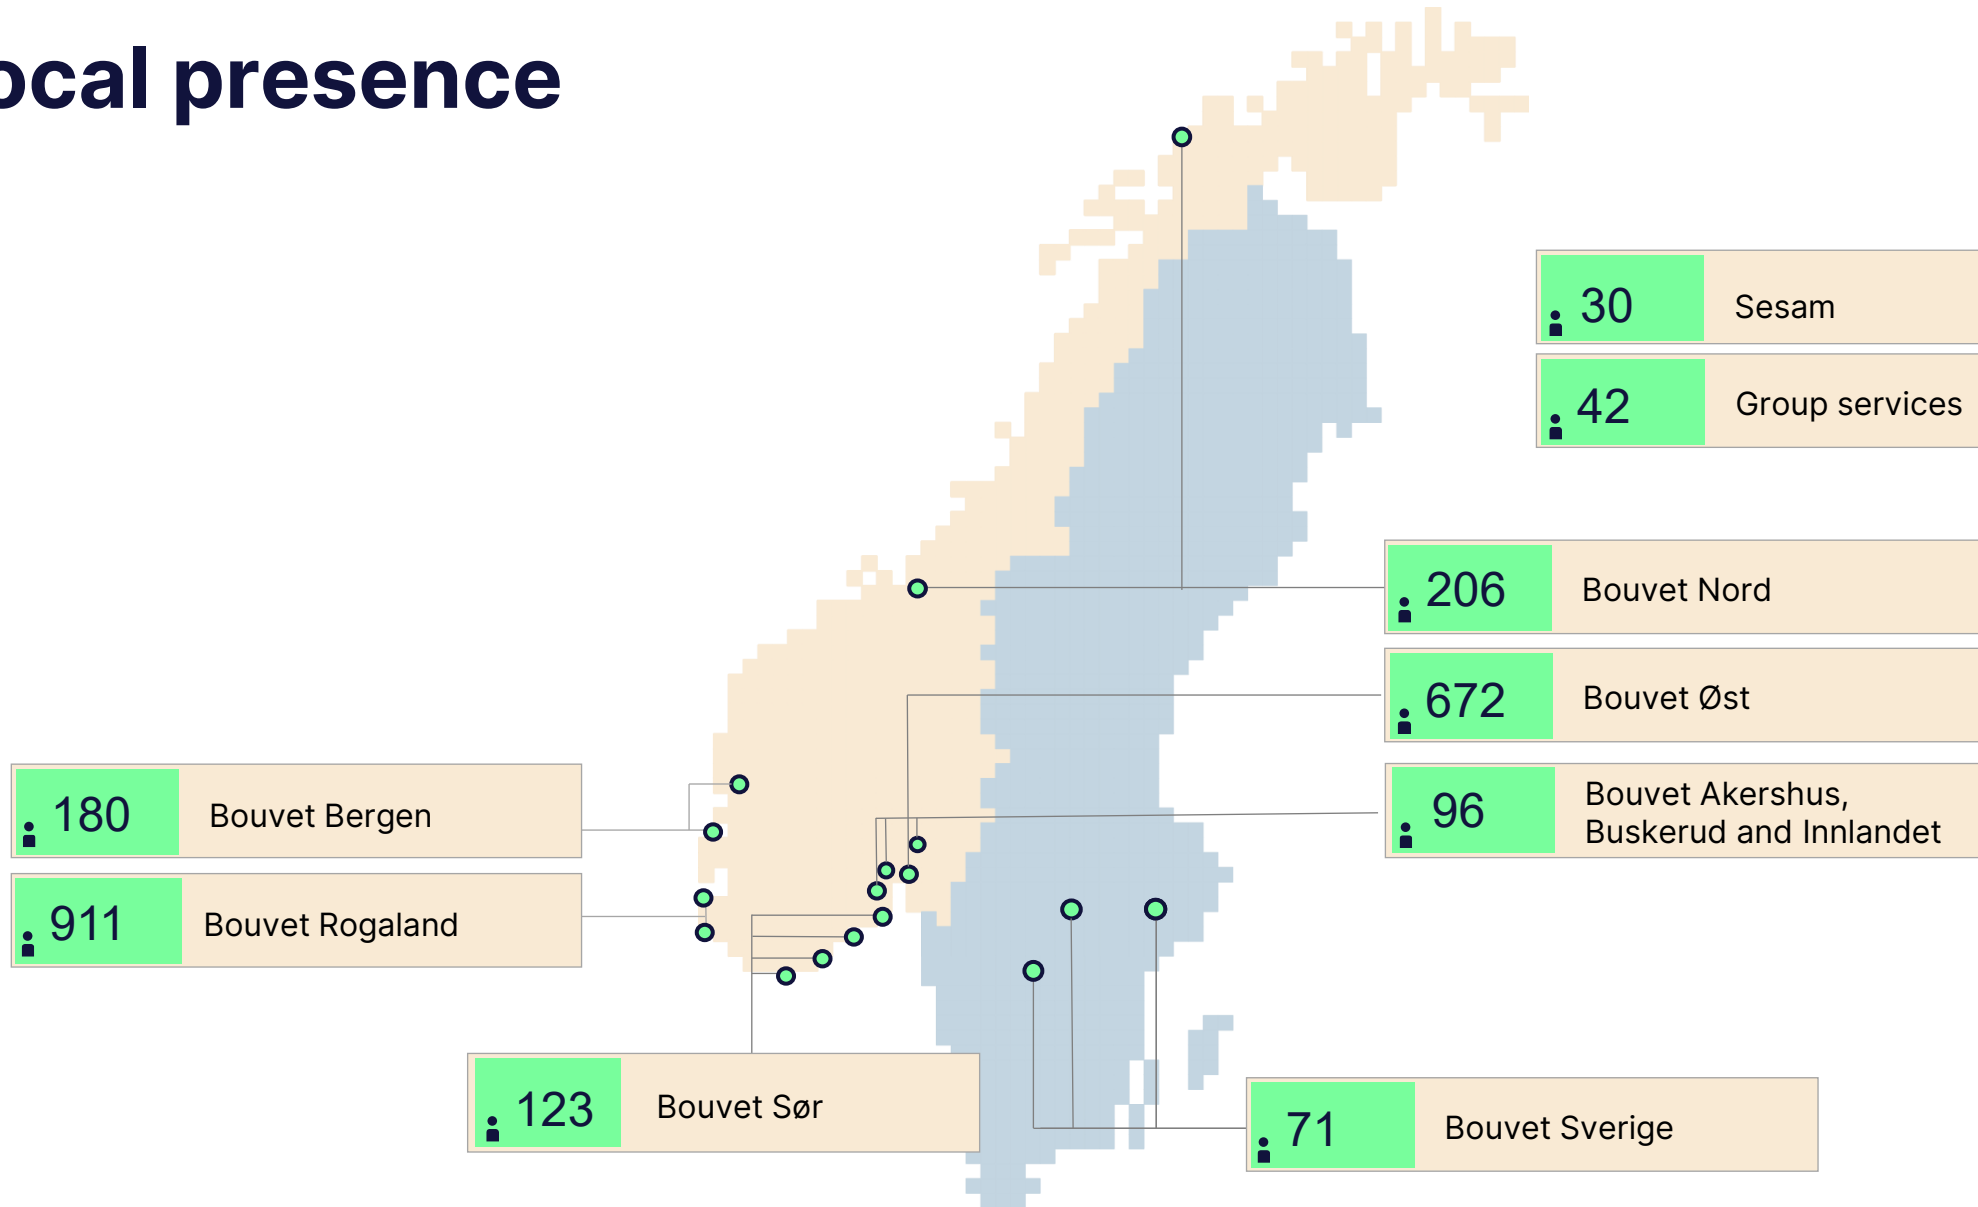 ocal presence
30
Sesam
42
Group services
206
Bouvet Nord
672
Bouvet Øst
96
Bouvet Akershus,
Buskerud and Innlandet
180
Bouvet Bergen
911
Bouvet Rogaland
123
Bouvet Sør
71
Bouvet Sverige